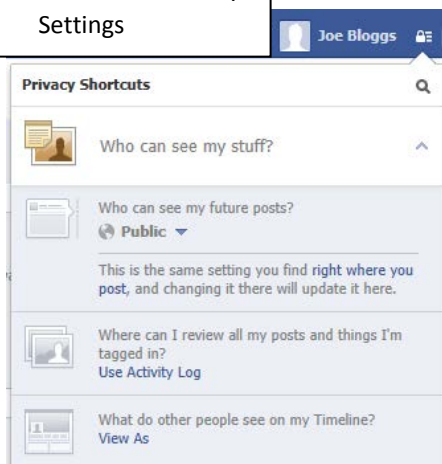 Settings
Joe Bloggs
Privacy Shortcuts
Who can see my stuff?
Who can see my future posts?
Public
This is the same setting you find right where you
post, and changing it there will update it here.
Where can I review all my posts and things I'm
tagged in?
Use Activity Log
What do other people see on my Timeline?
View As